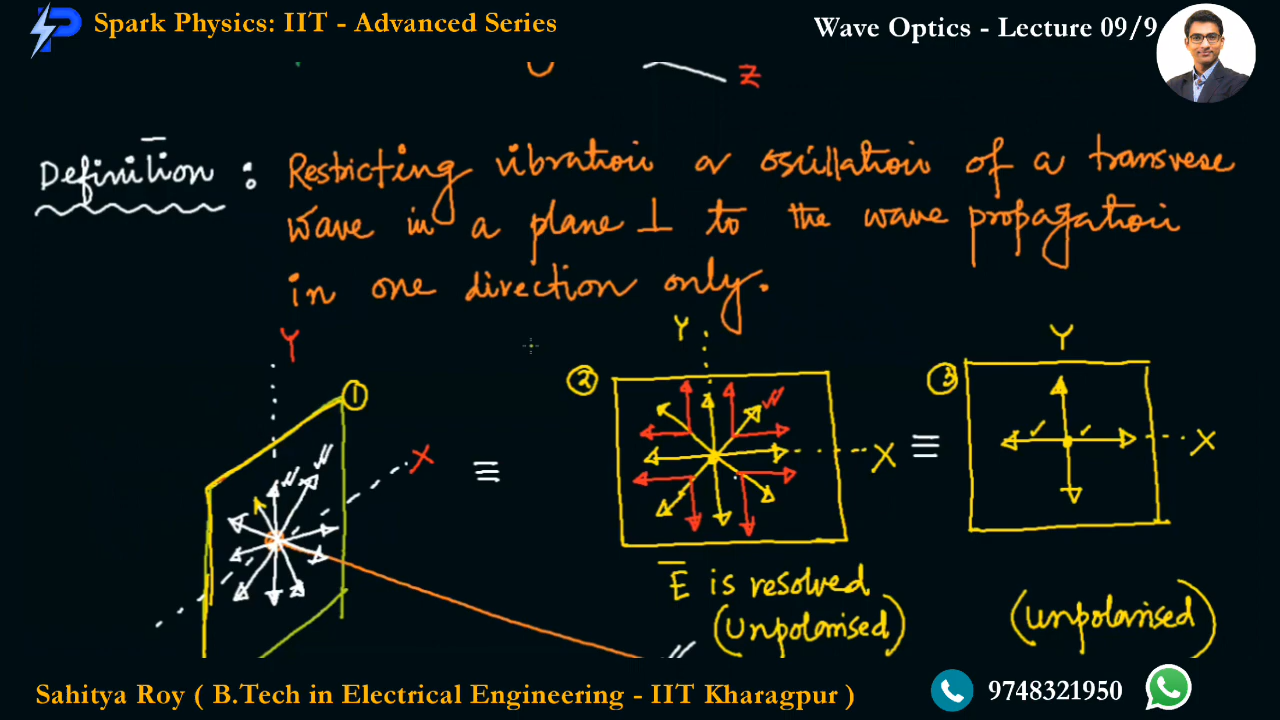 Spark Physics: IIT - Advanced Series
Wave Optics - Lecture 09/9
Z
Definition : Restricting vibration or oscillation of a transvese
wave in a plane ⊥ to the wave propagation
in one direction only.
Y
①
X
≡
②
Y
X
≡
③
Y
X
E is resolved
(Unpolarised)
(unpolarised)
Sahitya Roy ( B.Tech in Electrical Engineering - IIT Kharagpur )
9748321950